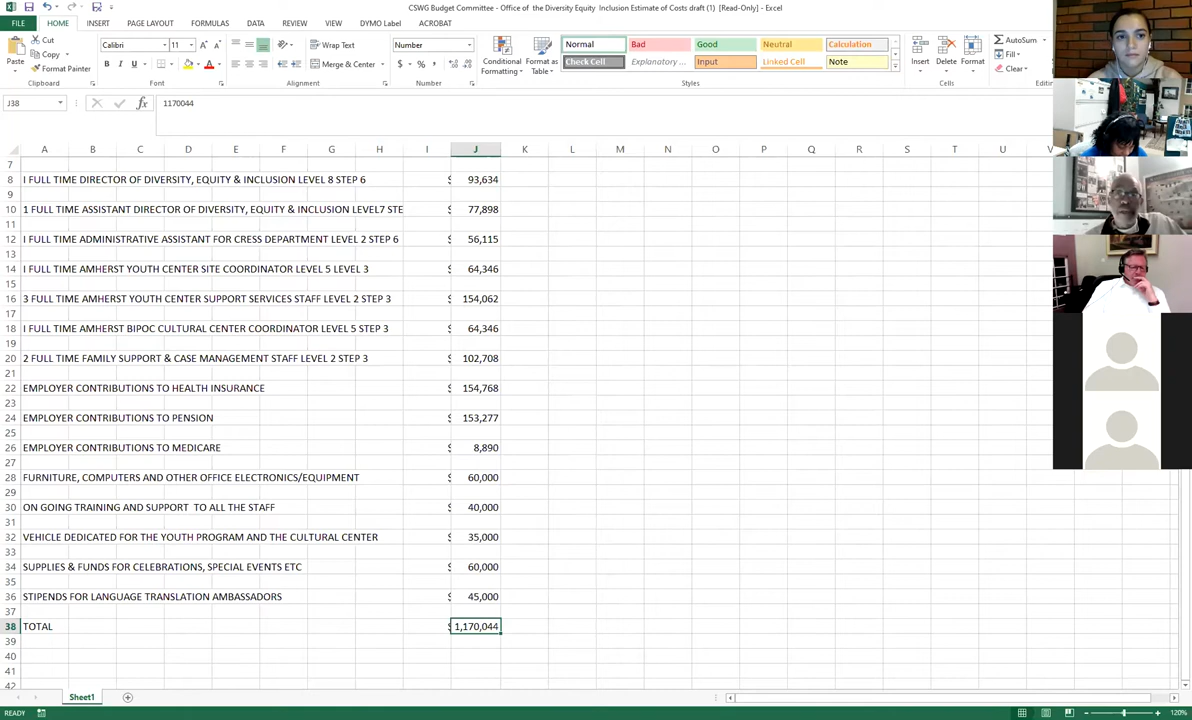 CSWG Budget Committee - Office of the Diversity Equity Inclusion Estimate of Costs draft (1) [Read-Only] - Excel
FILE HOME INSERT PAGE LAYOUT FORMULAS DATA REVIEW VIEW DYMO Label ACROBAT
Cut
Copy
Format Painter
Paste
Calibri 11
B I U
Wrap Text
Merge & Center
Number
$ % ,
Conditional Formatting
Format as Table
Normal Bad Good Neutral Calculation
Check Cell Explanatory ... Input Linked Cell Note
Insert Delete Format
AutoSum
Fill
Clear
Clipboard Font Alignment Number Styles Cells
J38 fx 1170044
A B C D E F G H I J K L M N O P Q R S T U V
7
8 I FULL TIME DIRECTOR OF DIVERSITY, EQUITY & INCLUSION LEVEL 8 STEP 6 $ 93,634
9
10 1 FULL TIME ASSISTANT DIRECTOR OF DIVERSITY, EQUITY & INCLUSION LEVEL7 STE $ 77,898
11
12 I FULL TIME ADMINISTRATIVE ASSISTANT FOR CRESS DEPARTMENT LEVEL 2 STEP 6 $ 56,115
13
14 I FULL TIME AMHERST YOUTH CENTER SITE COORDINATOR LEVEL 5 LEVEL 3 $ 64,346
15
16 3 FULL TIME AMHERST YOUTH CENTER SUPPORT SERVICES STAFF LEVEL 2 STEP 3 $ 154,062
17
18 I FULL TIME AMHERST BIPOC CULTURAL CENTER COORDINATOR LEVEL 5 STEP 3 $ 64,346
19
20 2 FULL TIME FAMILY SUPPORT & CASE MANAGEMENT STAFF LEVEL 2 STEP 3 $ 102,708
21
22 EMPLOYER CONTRIBUTIONS TO HEALTH INSURANCE $ 154,768
23
24 EMPLOYER CONTRIBUTIONS TO PENSION $ 153,277
25
26 EMPLOYER CONTRIBUTIONS TO MEDICARE $ 8,890
27
28 FURNITURE, COMPUTERS AND OTHER OFFICE ELECTRONICS/EQUIPMENT $ 60,000
29
30 ON GOING TRAINING AND SUPPORT TO ALL THE STAFF $ 40,000
31
32 VEHICLE DEDICATED FOR THE YOUTH PROGRAM AND THE CULTURAL CENTER $ 35,000
33
34 SUPPLIES & FUNDS FOR CELEBRATIONS, SPECIAL EVENTS ETC $ 60,000
35
36 STIPENDS FOR LANGUAGE TRANSLATION AMBASSADORS $ 45,000
37
38 TOTAL $ 1,170,044
39
40
41
42
Sheet1
READY 120%